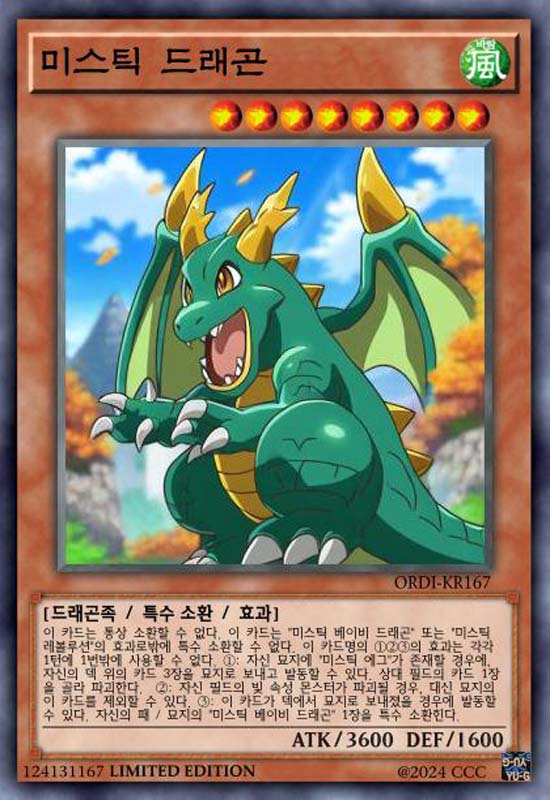 미스틱 드래곤
바람
風
ORDI-KR167
[드래곤족 / 특수 소환 / 효과]
이 카드는 통상 소환할 수 없다. 이 카드는 "미스틱 베이비 드래곤" 또는 "미스틱
레볼루션"의 효과로밖에 특수 소환할 수 없다. 이 카드명의 ①②③의 효과는 각각
1턴에 1번밖에 사용할 수 없다. ①: 자신 묘지에 "미스틱 에그"가 존재할 경우에,
자신의 덱 위의 카드 3장을 묘지로 보내고 발동할 수 있다. 상대 필드의 카드 1장
을 골라 파괴한다. ②: 자신 필드의 빛 속성 몬스터가 파괴될 경우, 대신 묘지의
이 카드를 제외할 수 있다. ③: 이 카드가 덱에서 묘지로 보내졌을 경우에 발동할
수 있다. 자신의 패 / 묘지의 "미스틱 베이비 드래곤" 1장을 특수 소환한다.
ATK/3600 DEF/1600
124131167 LIMITED EDITION
@2024 CCC
YU-G